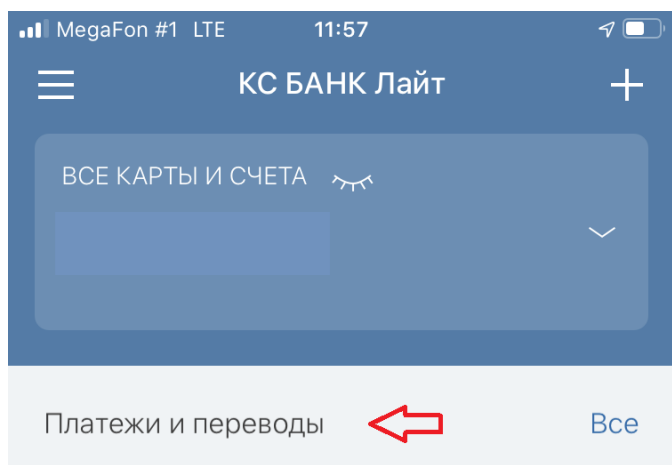 MegaFon #1 LTE 11:57
КС БАНК Лайт
ВСЕ КАРТЫ И СЧЕТА
Платежи и переводы Все